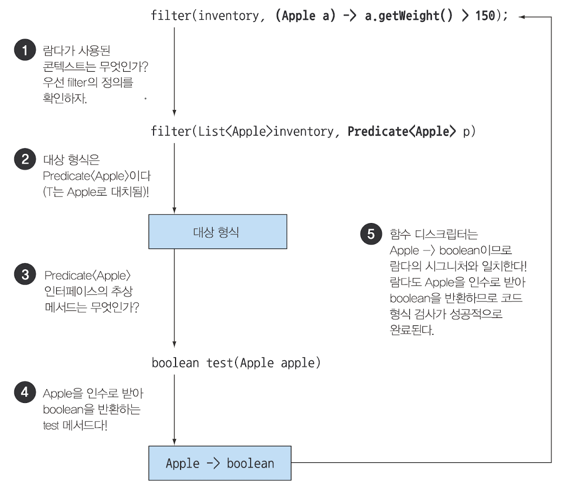 filter(inventory, (Apple a) -> a.getWeight() > 150);
1 람다가 사용된
콘텍스트는 무엇인가?
우선 filter의 정의를
확인하자.
filter(List<Apple>inventory, Predicate<Apple> p)
2 대상 형식은
Predicate<Apple>이다
(T는 Apple로 대치됨)!
대상 형식
3 Predicate<Apple>
인터페이스의 추상
메서드는 무엇인가?
boolean test(Apple apple)
4 Apple을 인수로 받아
boolean을 반환하는
test 메서드다!
Apple -> boolean
5 함수 디스크립터는
Apple -> boolean이므로
람다의 시그니처와 일치한다!
람다도 Apple을 인수로 받아
boolean을 반환하므로 코드
형식 검사가 성공적으로
완료된다.